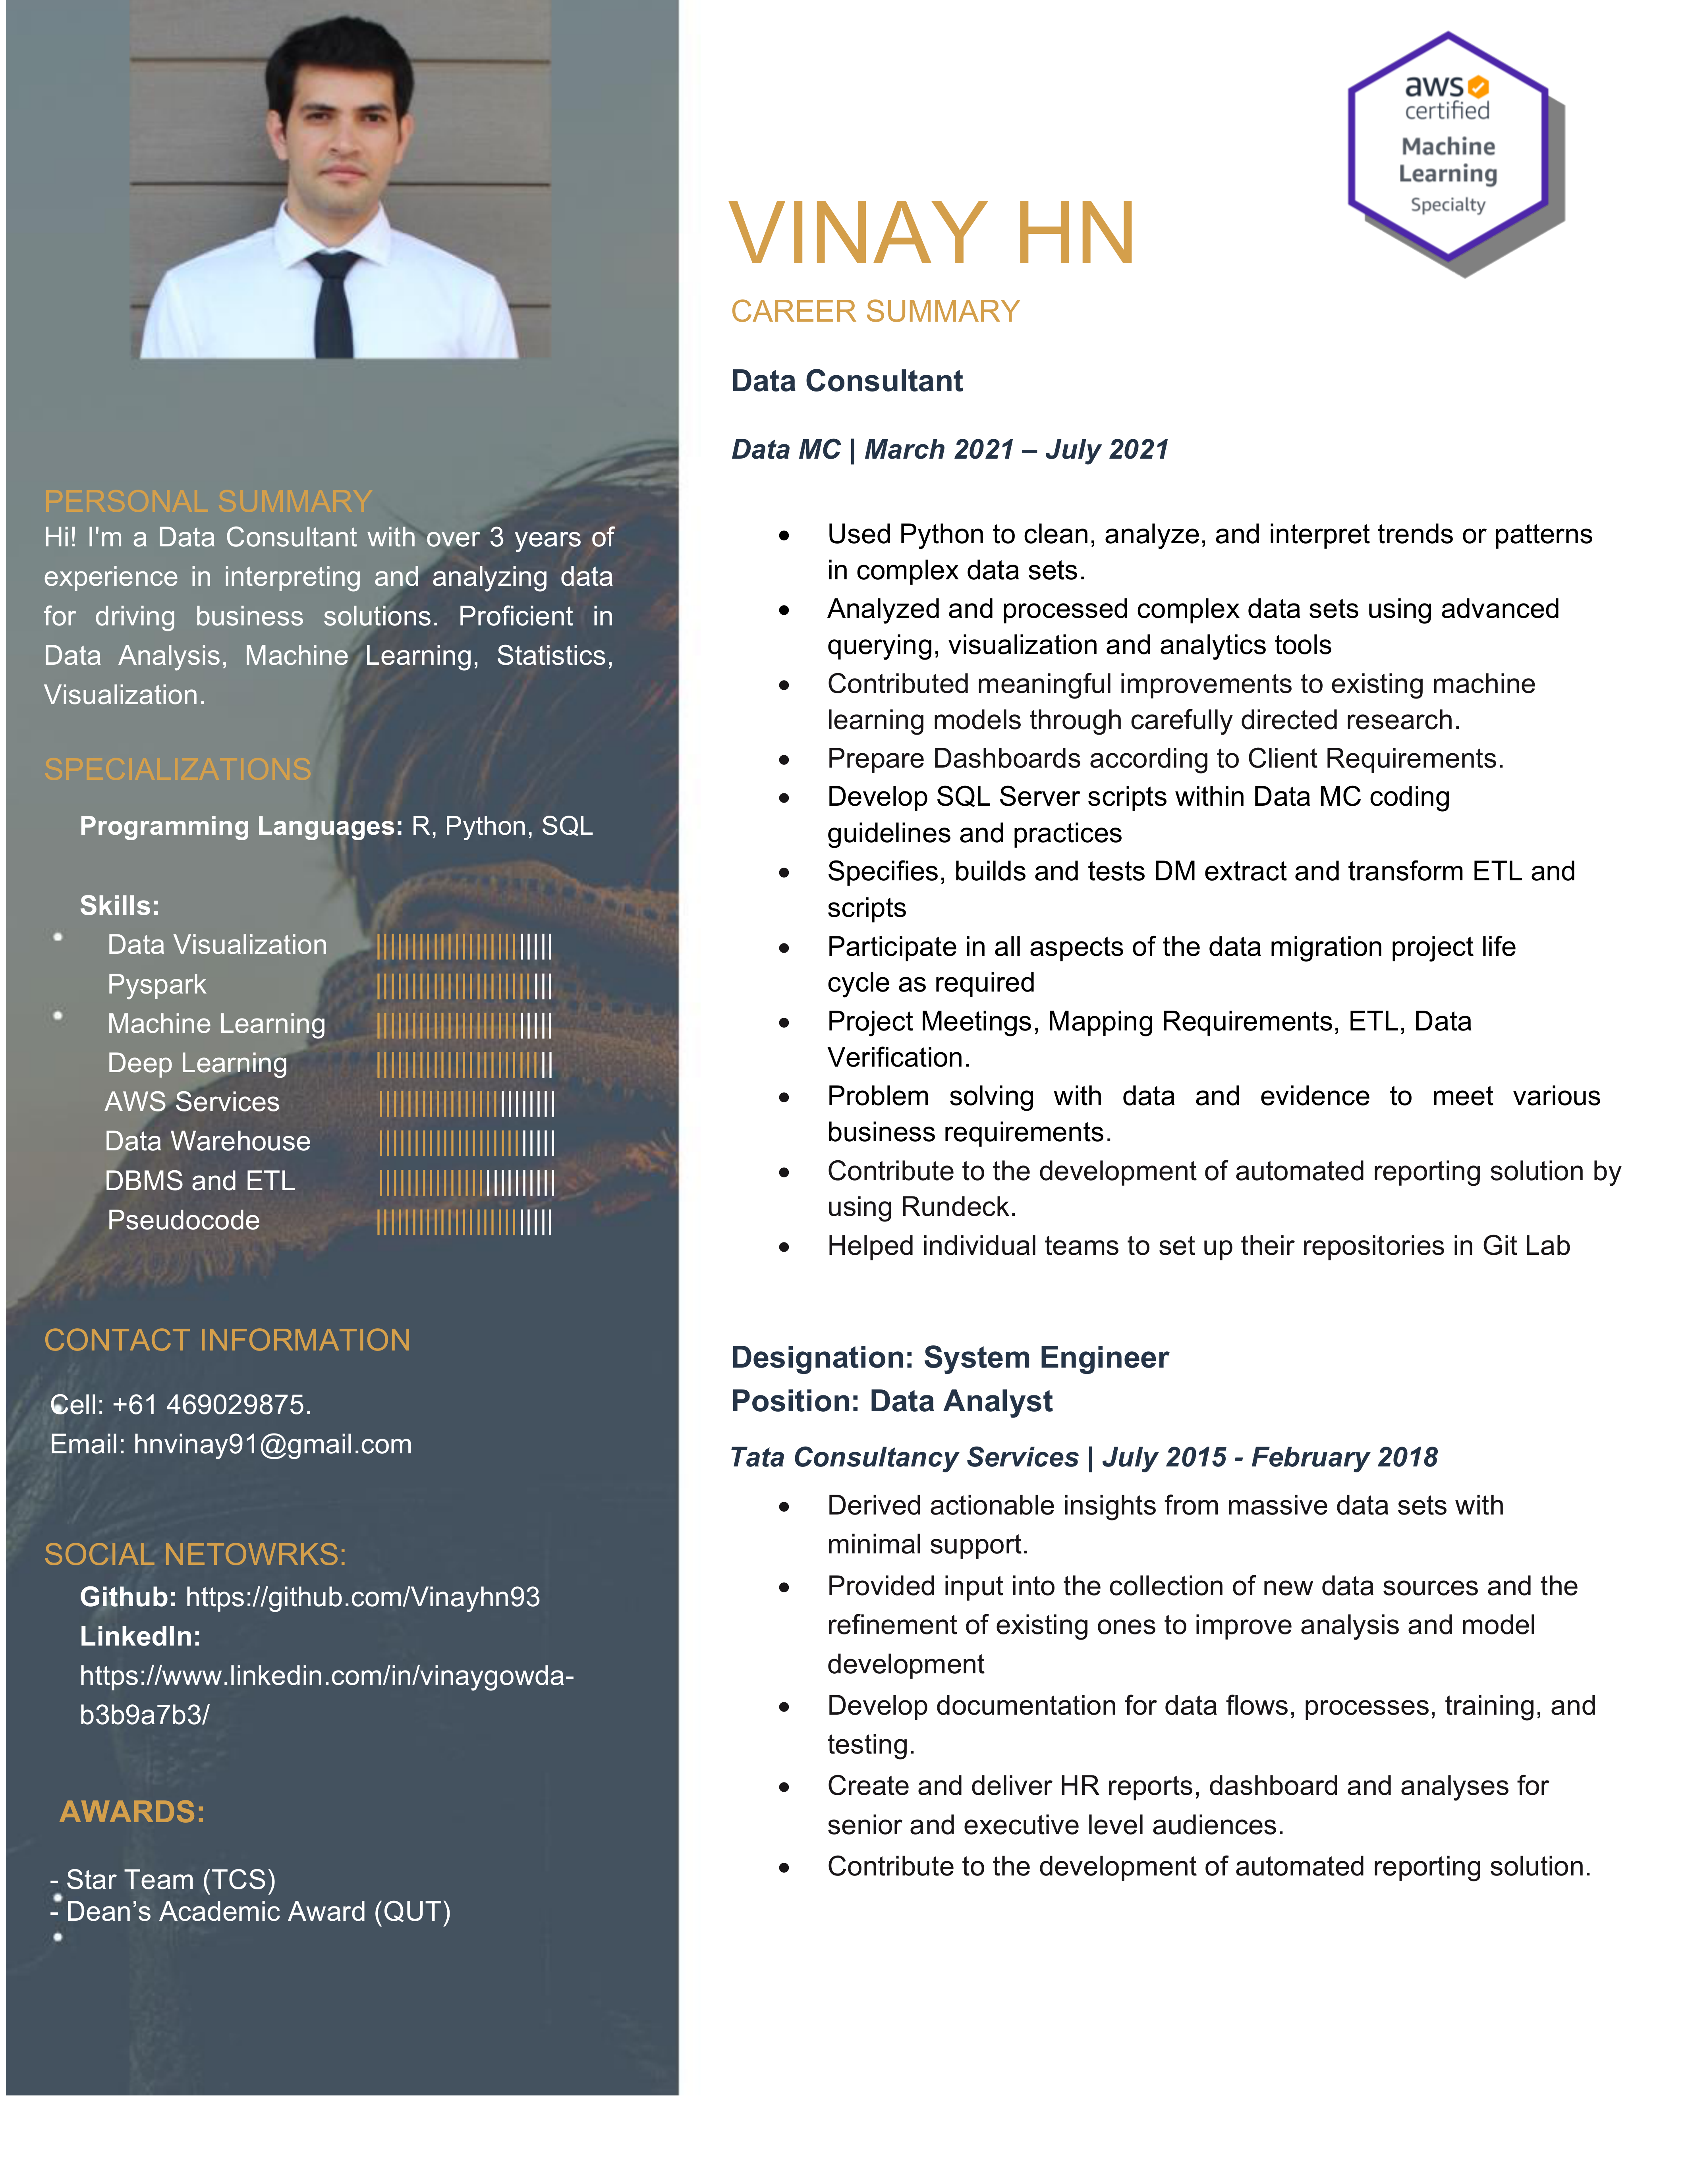 aws
certified
Machine
Learning
Specialty
VINAY HN
CAREER SUMMARY
Data Consultant
Data MC | March 2021 – July 2021
• Used Python to clean, analyze, and interpret trends or patterns
in complex data sets.
• Analyzed and processed complex data sets using advanced
querying, visualization and analytics tools
• Contributed meaningful improvements to existing machine
learning models through carefully directed research.
• Prepare Dashboards according to Client Requirements.
• Develop SQL Server scripts within Data MC coding
guidelines and practices
• Specifies, builds and tests DM extract and transform ETL and
scripts
• Participate in all aspects of the data migration project life
cycle as required
• Project Meetings, Mapping Requirements, ETL, Data
Verification.
• Problem solving with data and evidence to meet various
business requirements.
• Contribute to the development of automated reporting solution by
using Rundeck.
• Helped individual teams to set up their repositories in Git Lab
Designation: System Engineer
Position: Data Analyst
Tata Consultancy Services | July 2015 - February 2018
• Derived actionable insights from massive data sets with
minimal support.
• Provided input into the collection of new data sources and the
refinement of existing ones to improve analysis and model
development
• Develop documentation for data flows, processes, training, and
testing.
• Create and deliver HR reports, dashboard and analyses for
senior and executive level audiences.
• Contribute to the development of automated reporting solution.
PERSONAL SUMMARY
Hi! I'm a Data Consultant with over 3 years of
experience in interpreting and analyzing data
for driving business solutions. Proficient in
Data Analysis, Machine Learning, Statistics,
Visualization.
SPECIALIZATIONS
Programming Languages: R, Python, SQL
Skills:
Data Visualization |||||||||||||||||||||||||
Pyspark |||||||||||||||||||||||||
Machine Learning |||||||||||||||||||||||||
Deep Learning |||||||||||||||||||||||||
AWS Services |||||||||||||||||||||||||
Data Warehouse |||||||||||||||||||||||||
DBMS and ETL |||||||||||||||||||||||||
Pseudocode |||||||||||||||||||||||||
CONTACT INFORMATION
Cell: +61 469029875.
Email: hnvinay91@gmail.com
SOCIAL NETOWRKS:
Github: https://github.com/Vinayhn93
LinkedIn:
https://www.linkedin.com/in/vinaygowda-
b3b9a7b3/
AWARDS:
- Star Team (TCS)
- Dean’s Academic Award (QUT)